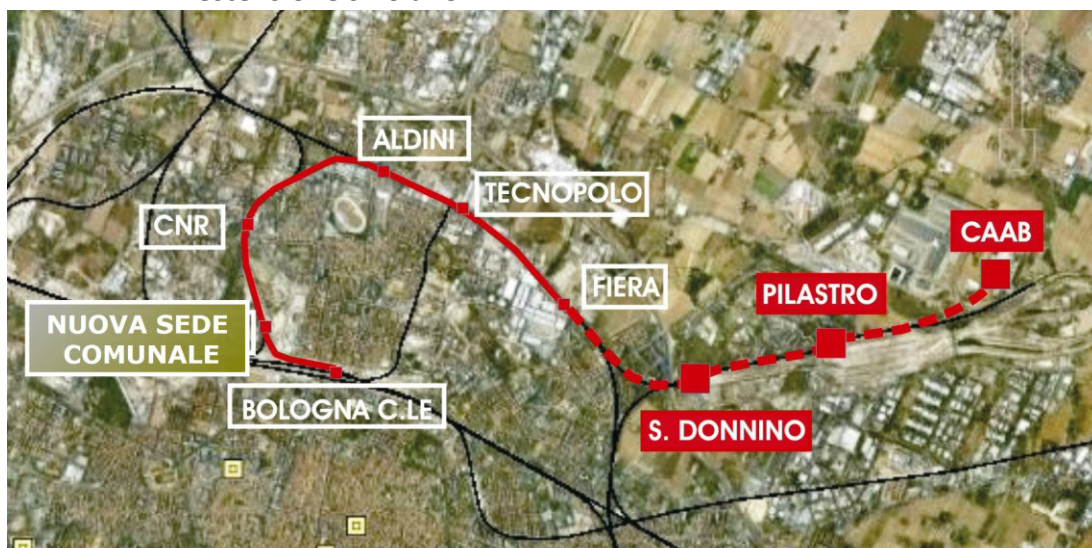 ALDINI
TECNOPOLO
CNR
CAAB
FIERA
PILASTRO
NUOVA SEDE
COMUNALE
BOLOGNA C.LE
S. DONNINO